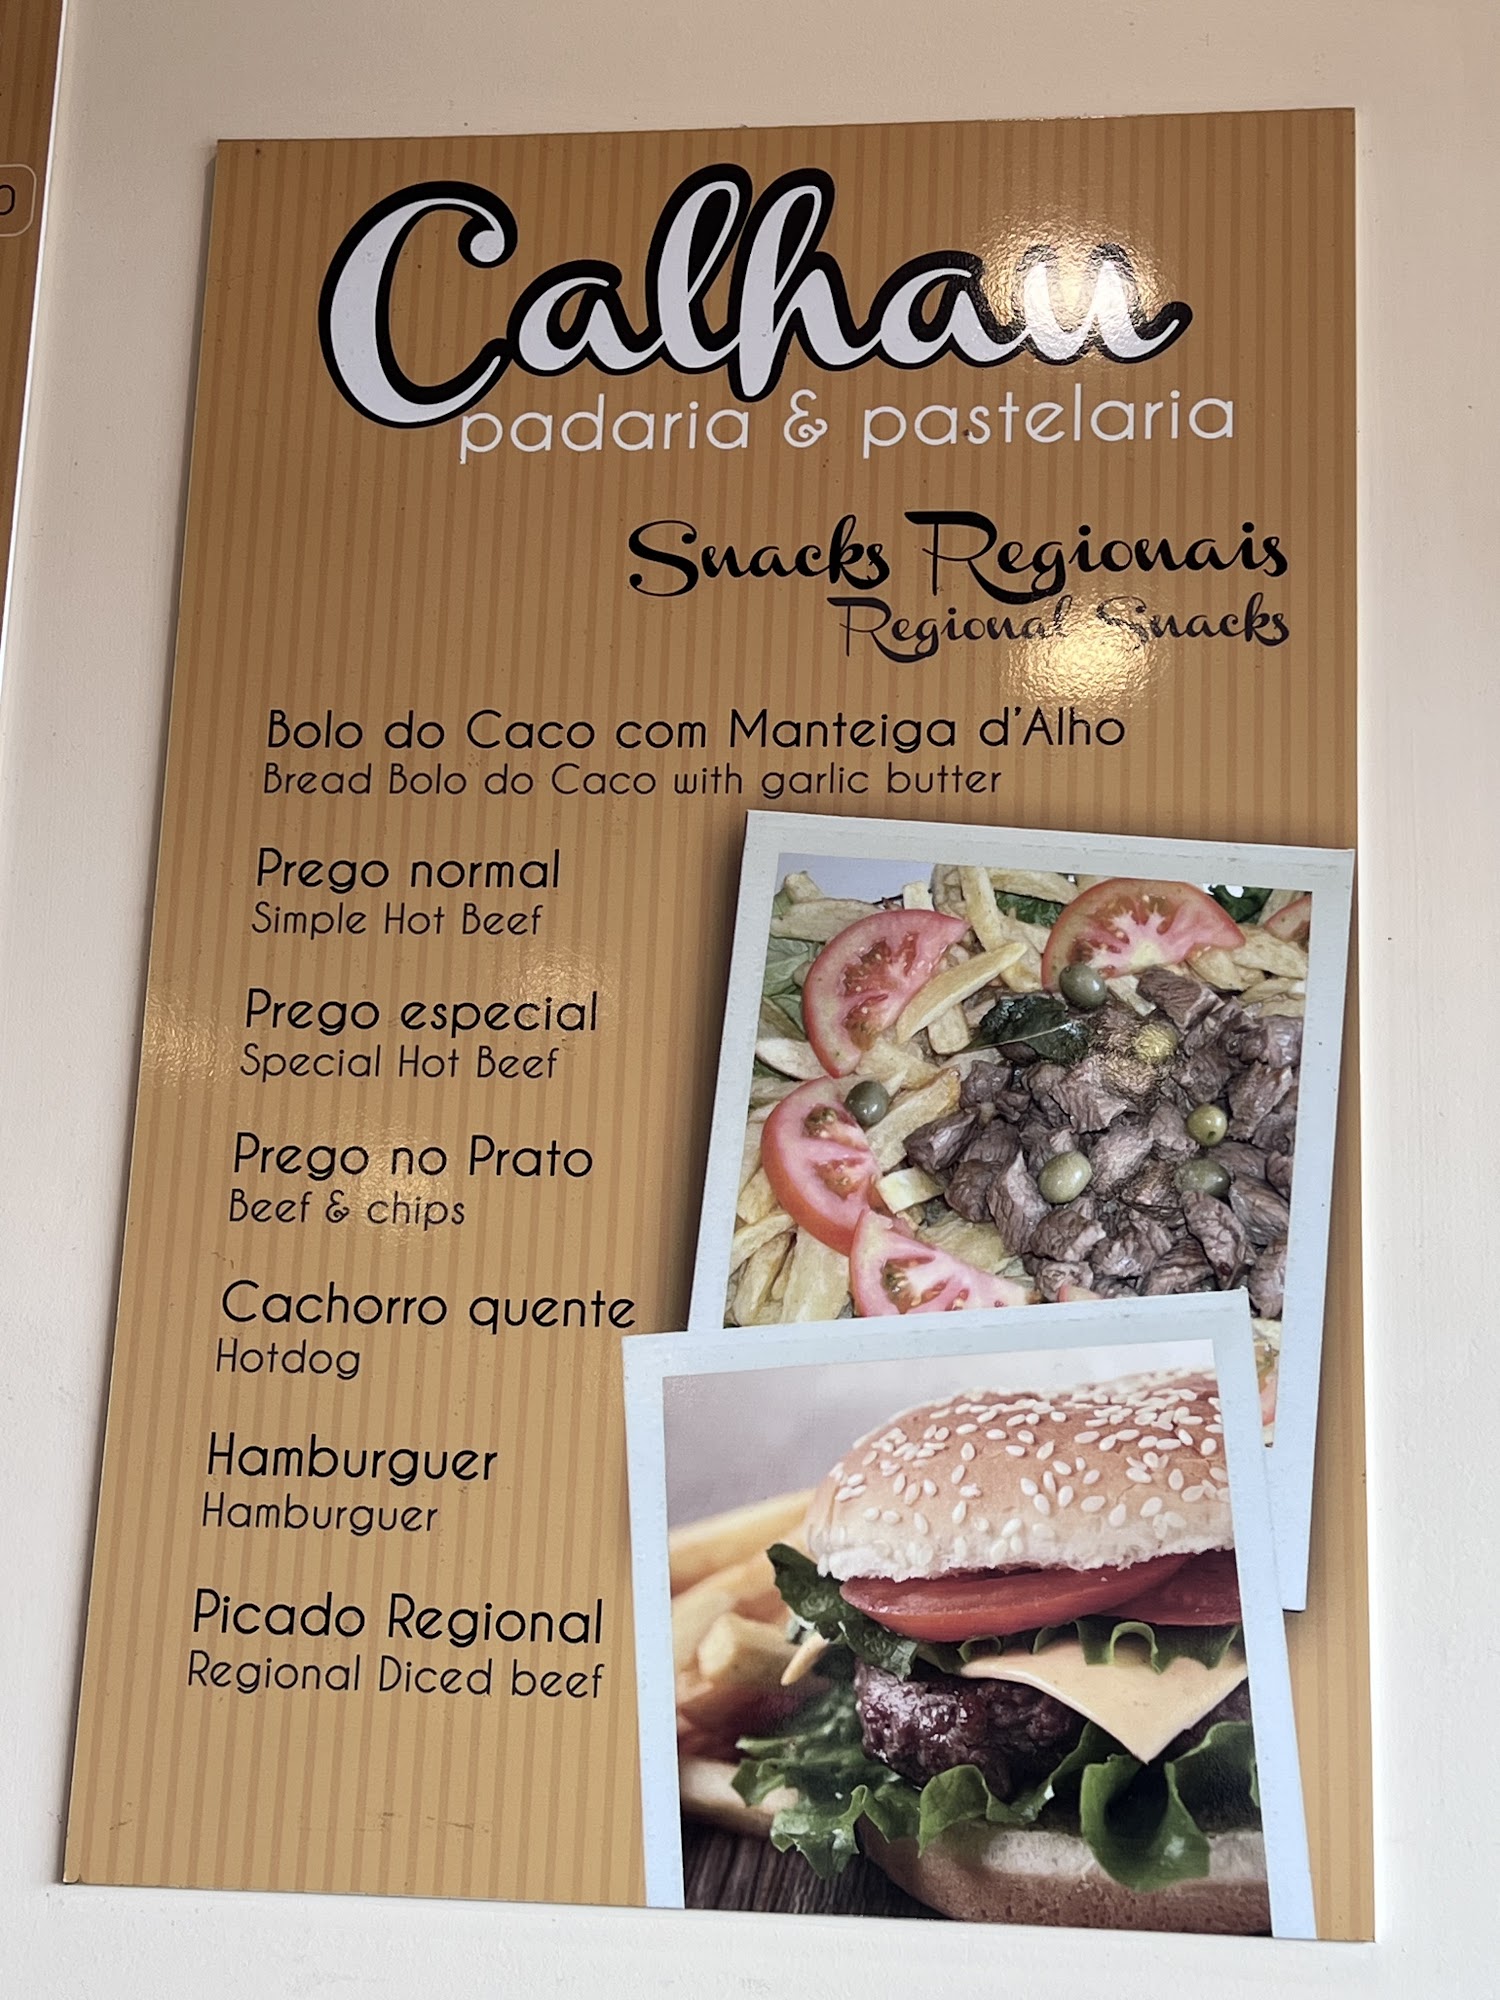 Calhau
padaria & pastelaria
Snacks Regionais
Regional Snacks
Bolo do Caco com Manteiga d'Alho
Bread Bolo do Caco with garlic butter
Prego normal
Simple Hot Beef
Prego especial
Special Hot Beef
Prego no Prato
Beef & chips
Cachorro quente
Hotdog
Hamburguer
Hamburguer
Picado Regional
Regional Diced beef